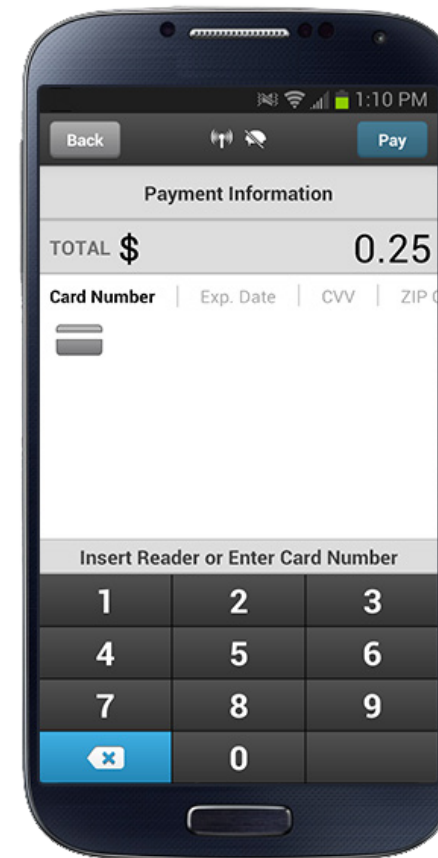 1:10 PM
Back
Pay
Payment Information
TOTAL $ 0.25
Card Number | Exp. Date | CVV | ZIP
Insert Reader or Enter Card Number
1 2 3
4 5 6
7 8 9
0